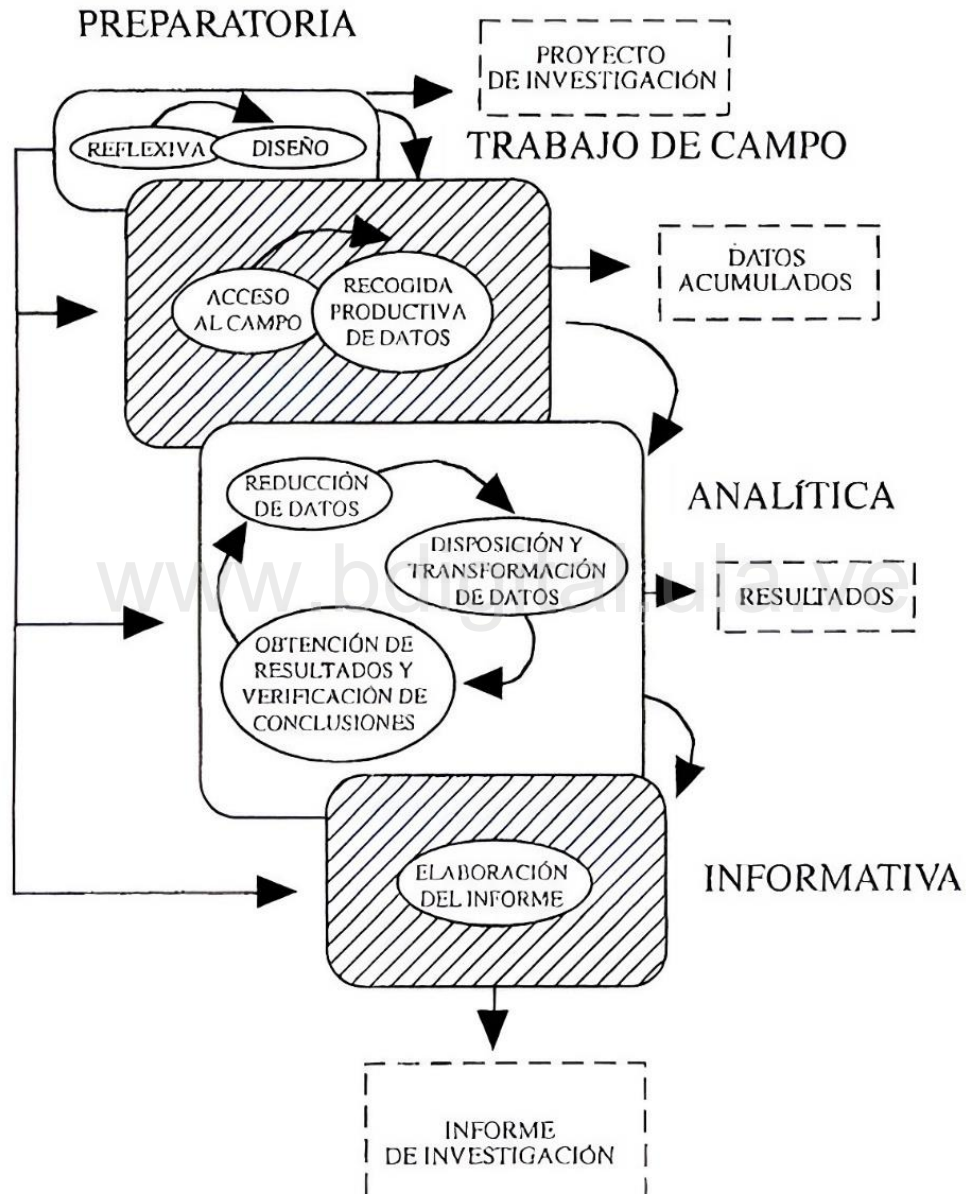 PREPARATORIA
PROYECTO
DE INVESTIGACIÓN
REFLEXIVA
DISEÑO
TRABAJO DE CAMPO
ACCESO
AL CAMPO
RECOGIDA
PRODUCTIVA
DE DATOS
DATOS
ACUMULADOS
REDUCCIÓN
DE DATOS
ANALÍTICA
DISPOSICIÓN Y
TRANSFORMACIÓN
DE DATOS
www.bdigital.ula.ve
RESULTADOS
OBTENCIÓN DE
RESULTADOS Y
VERIFICACIÓN DE
CONCLUSIONES
ELABORACIÓN
DEL INFORME
INFORMATIVA
INFORME
DE INVESTIGACIÓN